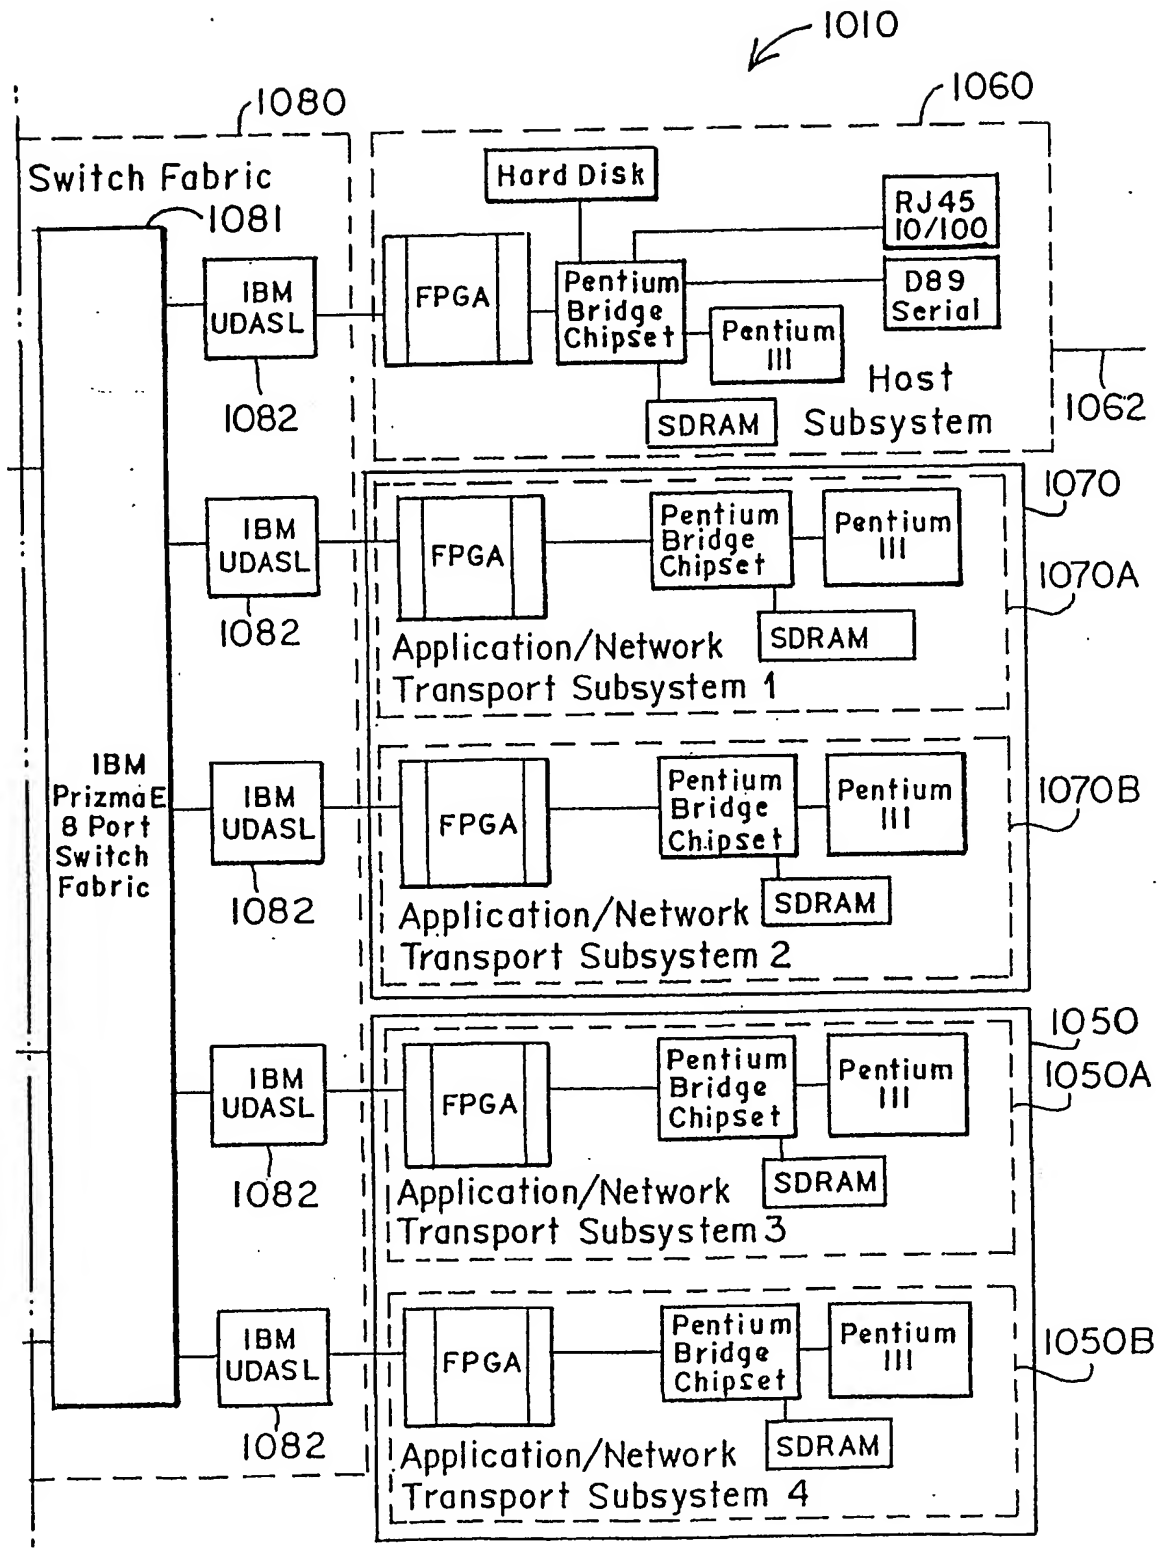 1010
1080
1060
Switch Fabric
1081
Hard Disk
RJ45
10/100
IBM
UDASL
FPGA
Pentium
Bridge
Chipset
D89
Serial
Pentium
III
1082
SDRAM
Host
Subsystem
1062
1070
IBM
UDASL
FPGA
Pentium
Bridge
Chipset
Pentium
III
1070A
1082
SDRAM
Application/Network
Transport Subsystem 1
IBM
PrizmaE
8 Port
Switch
Fabric
IBM
UDASL
FPGA
Pentium
Bridge
Chipset
Pentium
III
1070B
1082
SDRAM
Application/Network
Transport Subsystem 2
1050
IBM
UDASL
FPGA
Pentium
Bridge
Chipset
Pentium
III
1050A
1082
SDRAM
Application/Network
Transport Subsystem 3
IBM
UDASL
FPGA
Pentium
Bridge
Chipset
Pentium
III
1050B
1082
SDRAM
Application/Network
Transport Subsystem 4